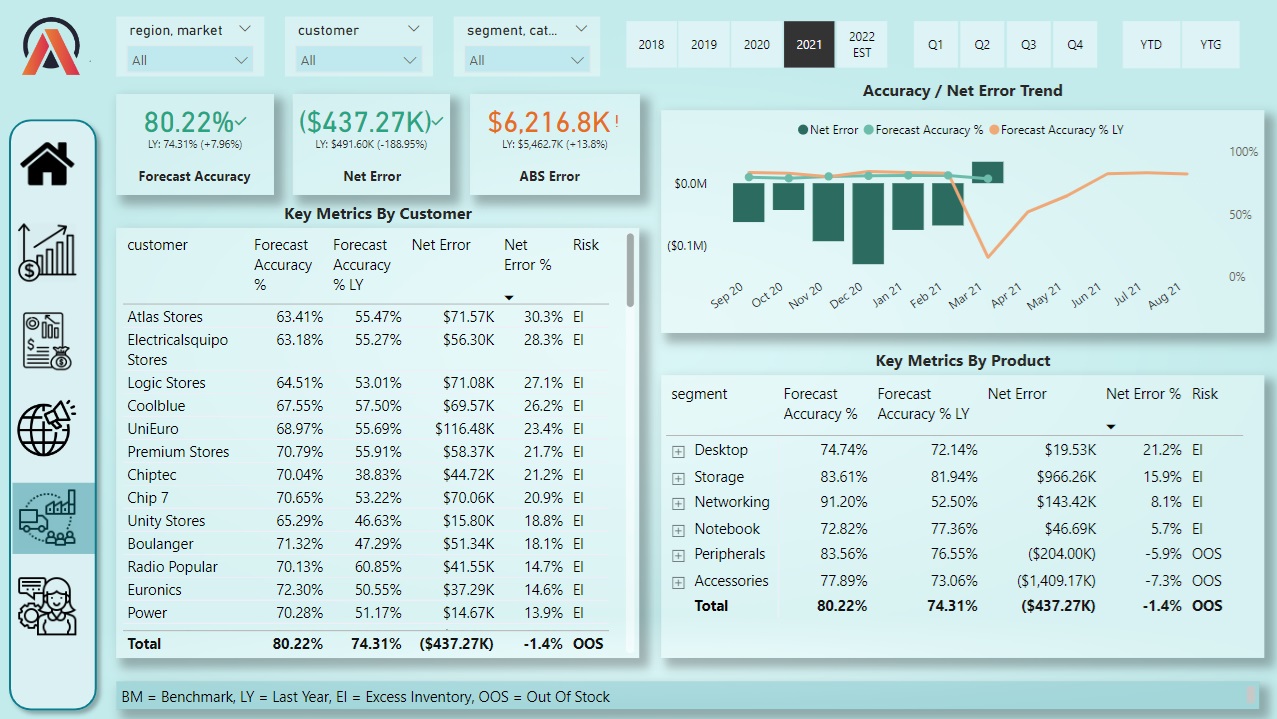 region, market
All
customer
All
segment, cat...
All
2018 2019 2020 2021 2022 EST
Q1 Q2 Q3 Q4
YTD YTG
80.22%
LY: 74.31% (+7.96%)
Forecast Accuracy
($437.27K)
LY: $491.60K (-188.95%)
Net Error
$6,216.8K !
LY: $5,462.7K (+13.8%)
ABS Error
Key Metrics By Customer
customer Forecast Accuracy % Forecast Accuracy % LY Net Error Net Error % Risk
Atlas Stores 63.41% 55.47% $71.57K 30.3% EI
Electricalsquipo Stores 63.18% 55.27% $56.30K 28.3% EI
Logic Stores 64.51% 53.01% $71.08K 27.1% EI
Coolblue 67.55% 57.50% $69.57K 26.2% EI
UniEuro 68.97% 55.69% $116.48K 23.4% EI
Premium Stores 70.79% 55.91% $58.37K 21.7% EI
Chiptec 70.04% 38.83% $44.72K 21.2% EI
Chip 7 70.65% 53.22% $70.06K 20.9% EI
Unity Stores 65.29% 46.63% $15.80K 18.8% EI
Boulanger 71.32% 47.29% $51.34K 18.1% EI
Radio Popular 70.13% 60.85% $41.55K 14.7% EI
Euronics 72.30% 50.55% $37.29K 14.6% EI
Power 70.28% 51.17% $14.67K 13.9% EI
Total 80.22% 74.31% ($437.27K) -1.4% OOS
Accuracy / Net Error Trend
Net Error Forecast Accuracy % Forecast Accuracy % LY
$0.0M
($0.1M)
100%
50%
0%
Sep 20 Oct 20 Nov 20 Dec 20 Jan 21 Feb 21 Mar 21 Apr 21 May 21 Jun 21 Jul 21 Aug 21
Key Metrics By Product
segment Forecast Accuracy % Forecast Accuracy % LY Net Error Net Error % Risk
Desktop 74.74% 72.14% $19.53K 21.2% EI
Storage 83.61% 81.94% $966.26K 15.9% EI
Networking 91.20% 52.50% $143.42K 8.1% EI
Notebook 72.82% 77.36% $46.69K 5.7% EI
Peripherals 83.56% 76.55% ($204.00K) -5.9% OOS
Accessories 77.89% 73.06% ($1,409.17K) -7.3% OOS
Total 80.22% 74.31% ($437.27K) -1.4% OOS
BM = Benchmark, LY = Last Year, EI = Excess Inventory, OOS = Out Of Stock